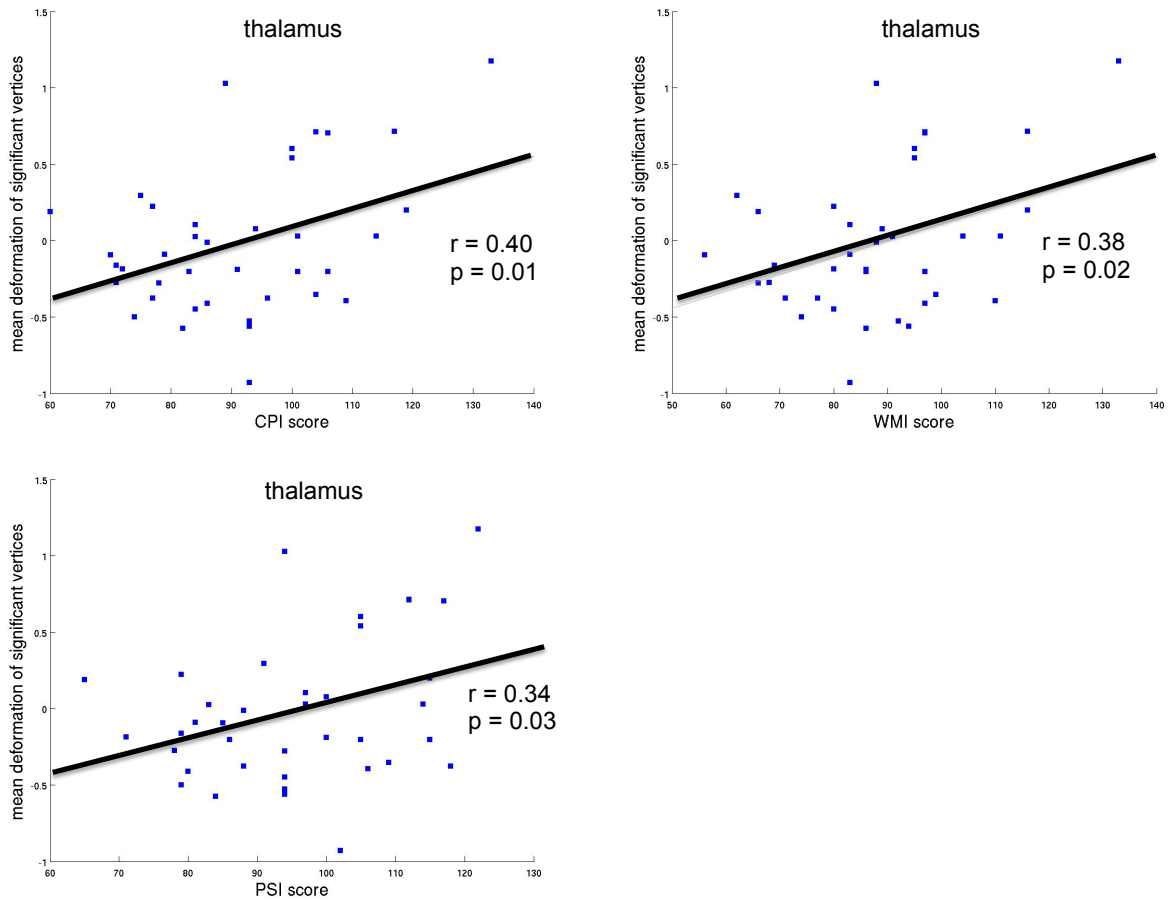 thalamus
mean deformation of significant vertices
1.5
1
0.5
0
-0.5
-1
r = 0.40
p = 0.01
60 70 80 90 100 110 120 130 140
CPI score
thalamus
mean deformation of significant vertices
1.5
1
0.5
0
-0.5
-1
r = 0.38
p = 0.02
50 60 70 80 90 100 110 120 130 140
WMI score
thalamus
mean deformation of significant vertices
1.5
1
0.5
0
-0.5
-1
r = 0.34
p = 0.03
60 70 80 90 100 110 120 130
PSI score